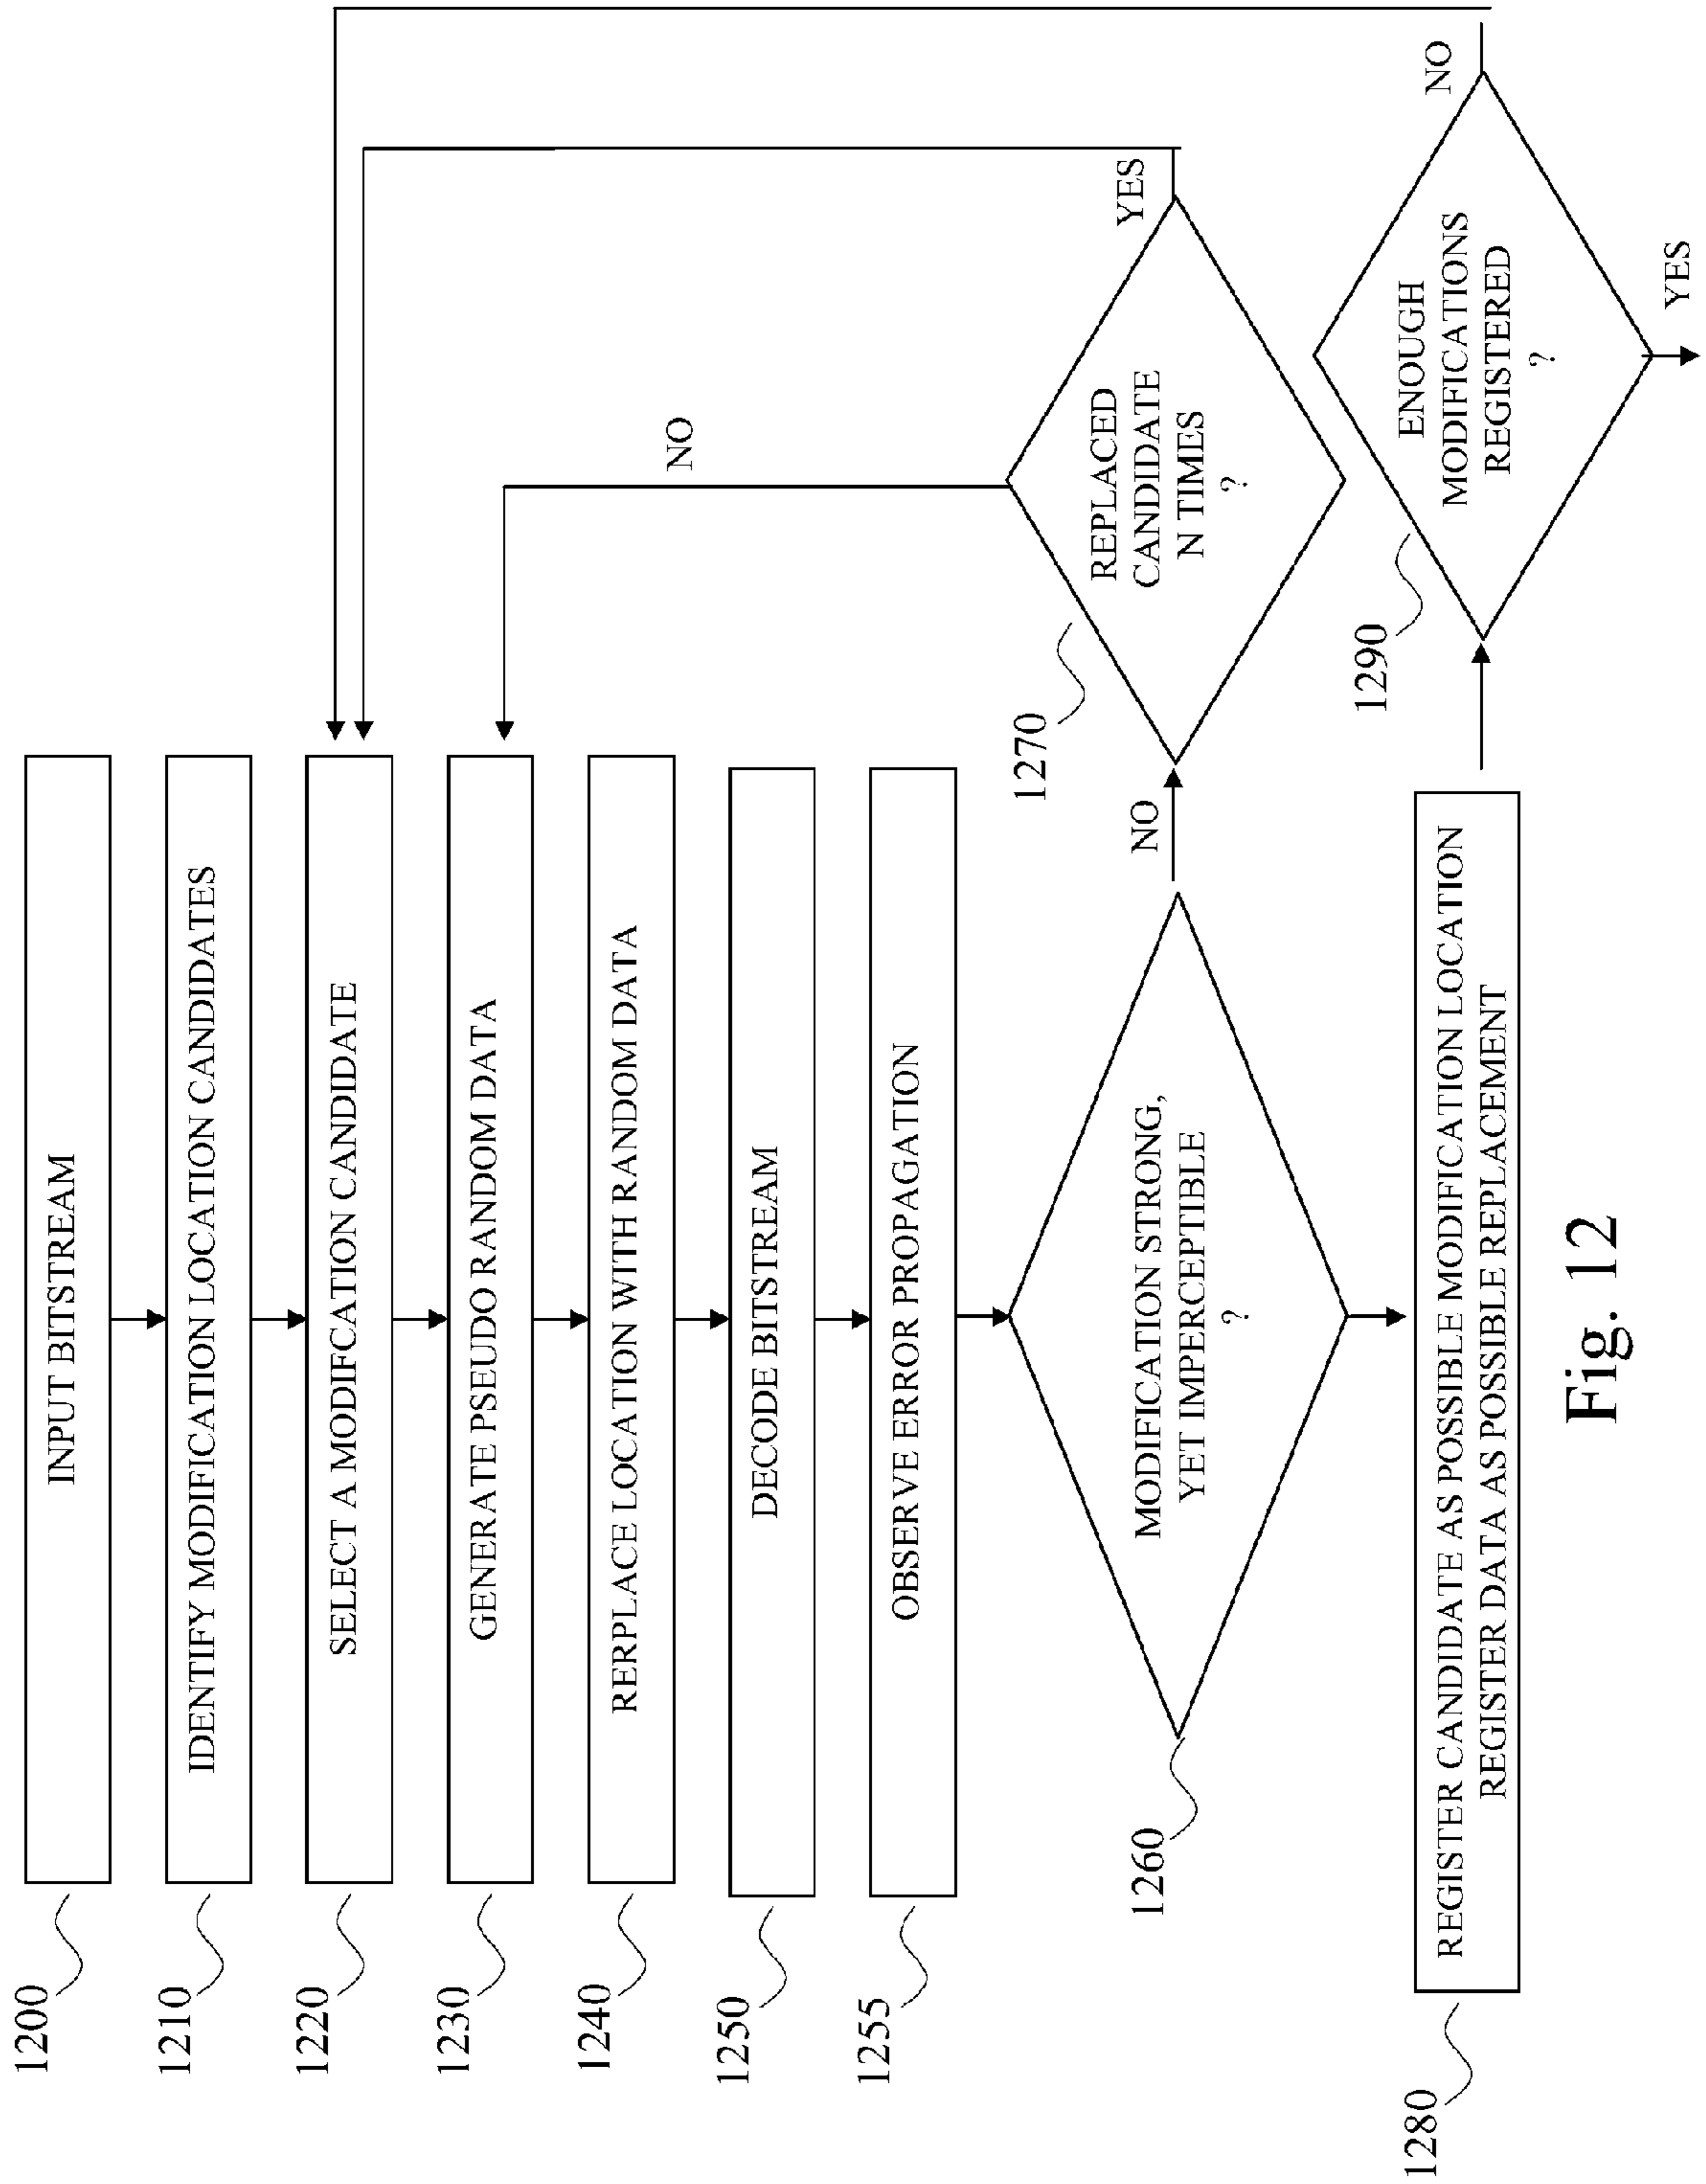 1200
INPUT BITSTREAM
1210
IDENTIFY MODIFICATION LOCATION CANDIDATES
1220
SELECT A MODIFCATION CANDIDATE
1230
GENERATE PSEUDO RANDOM DATA
1240
RERPLACE LOCATION WITH RANDOM DATA
1250
DECODE BITSTREAM
1255
OBSERVE ERROR PROPAGATION
1260
MODIFICATION STRONG,
YET IMPERCEPTIBLE
?
NO
1270
REPLACED
CANDIDATE
N TIMES
?
NO
YES
1280
REGISTER CANDIDATE AS POSSIBLE MODIFICATION LOCATION
REGISTER DATA AS POSSIBLE REPLACEMENT
1290
ENOUGH
MODIFICATIONS
REGISTERED
?
NO
YES
Fig. 12